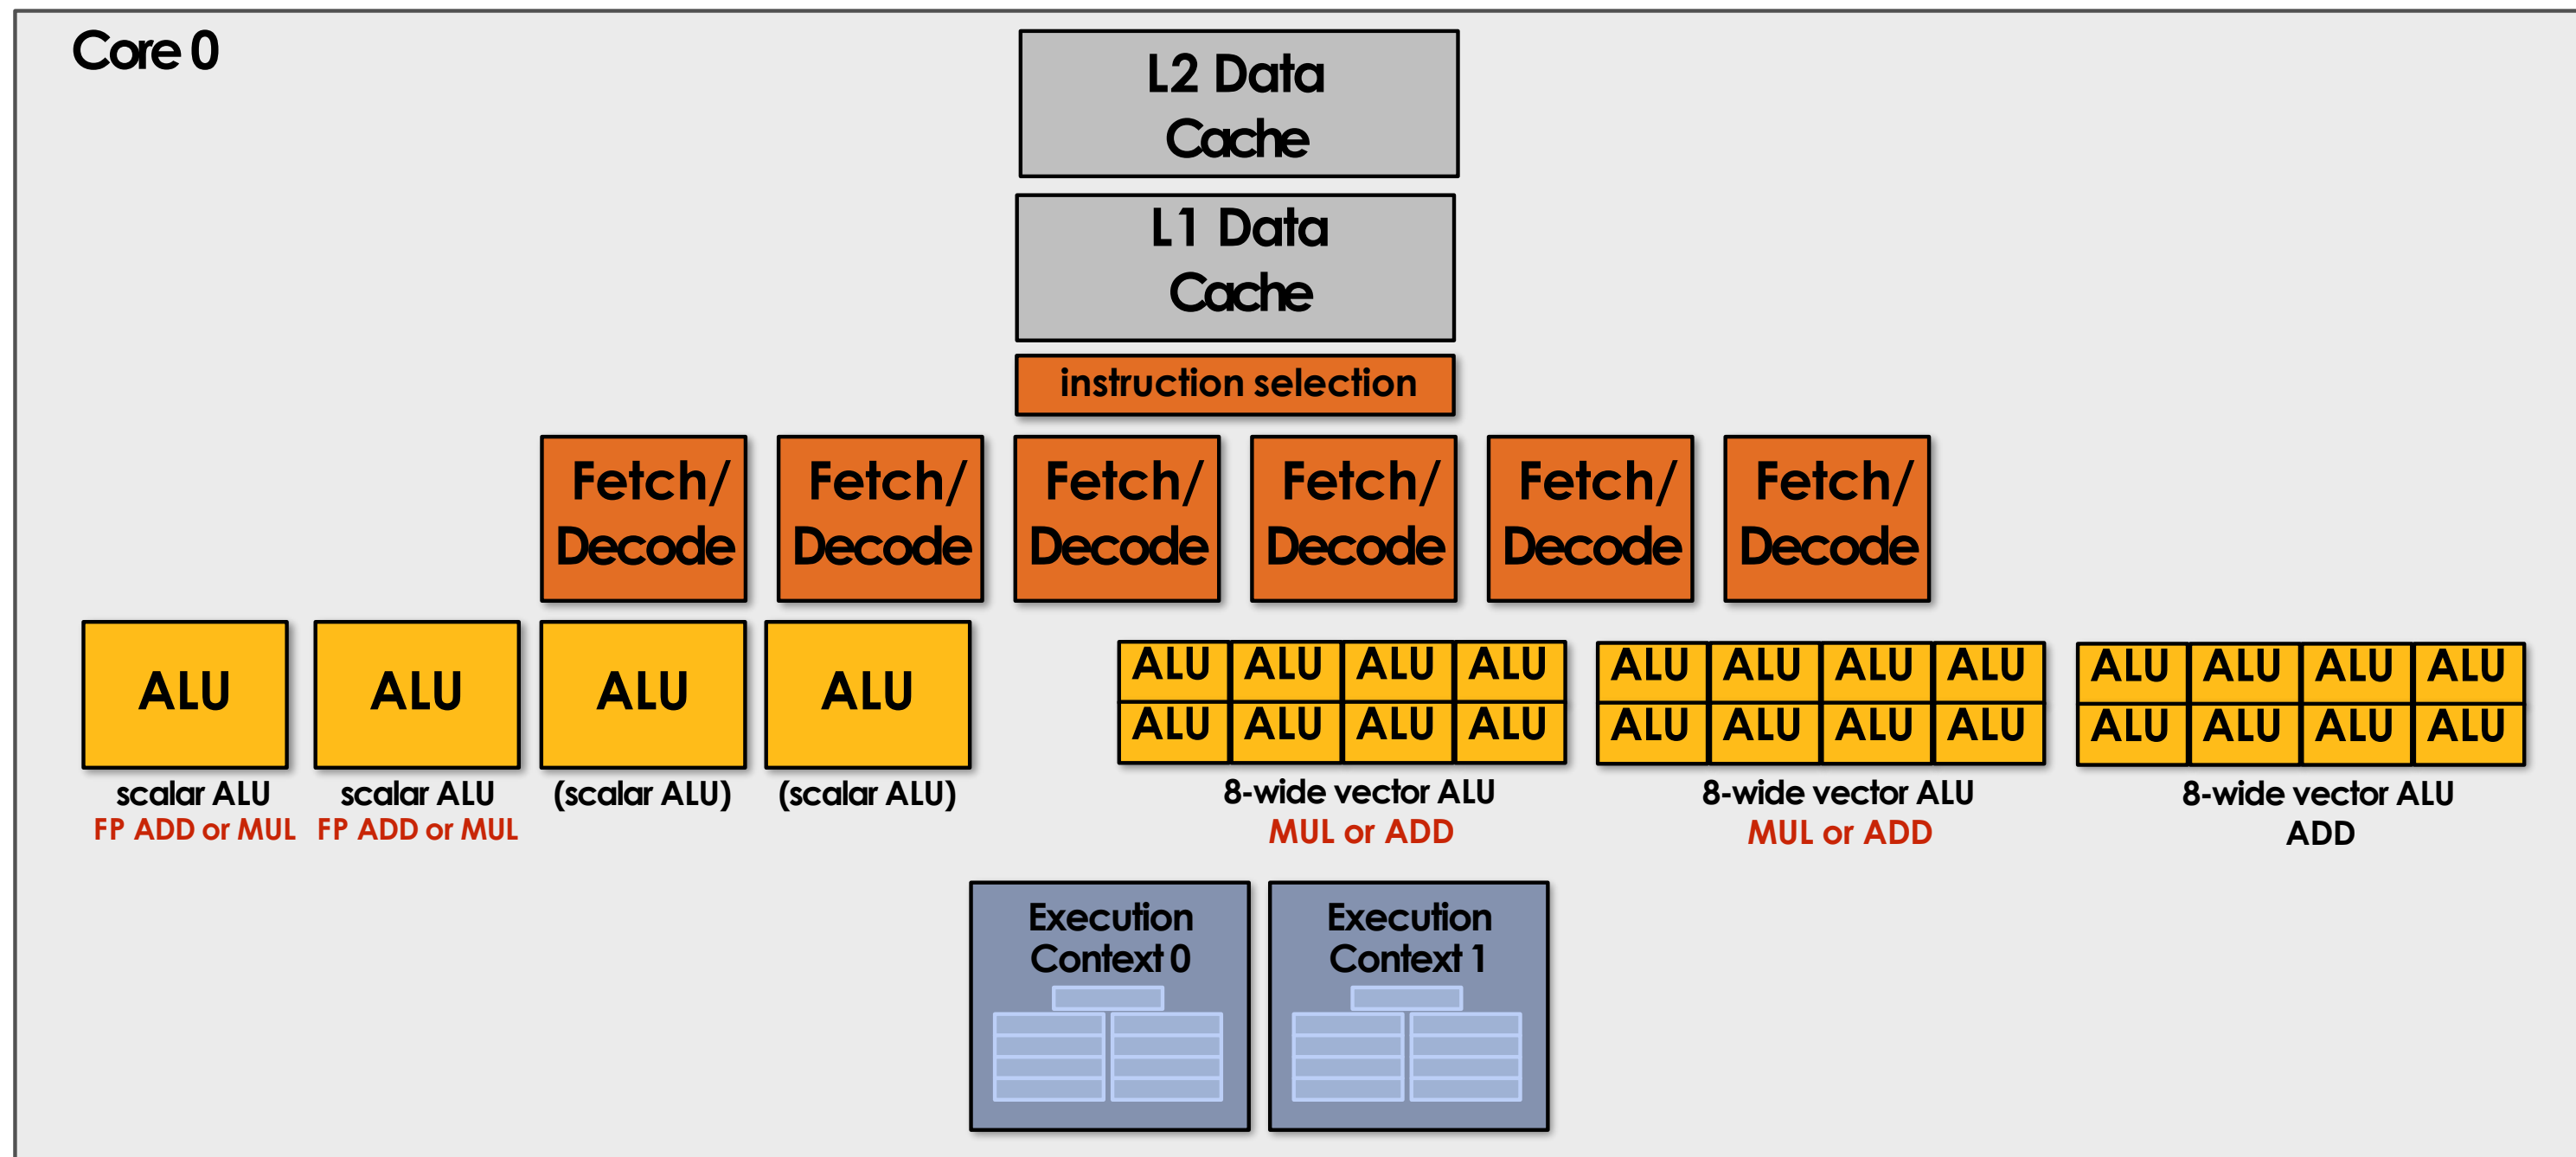 Core 0
L2 Data
Cache
L1 Data
Cache
instruction selection
Fetch/
Decode
Fetch/
Decode
Fetch/
Decode
Fetch/
Decode
Fetch/
Decode
Fetch/
Decode
ALU
scalar ALU
FP ADD or MUL
ALU
scalar ALU
FP ADD or MUL
ALU
(scalar ALU)
ALU
(scalar ALU)
ALU ALU ALU ALU
ALU ALU ALU ALU
8-wide vector ALU
MUL or ADD
ALU ALU ALU ALU
ALU ALU ALU ALU
8-wide vector ALU
MUL or ADD
ALU ALU ALU ALU
ALU ALU ALU ALU
8-wide vector ALU
ADD
Execution
Context 0
Execution
Context 1